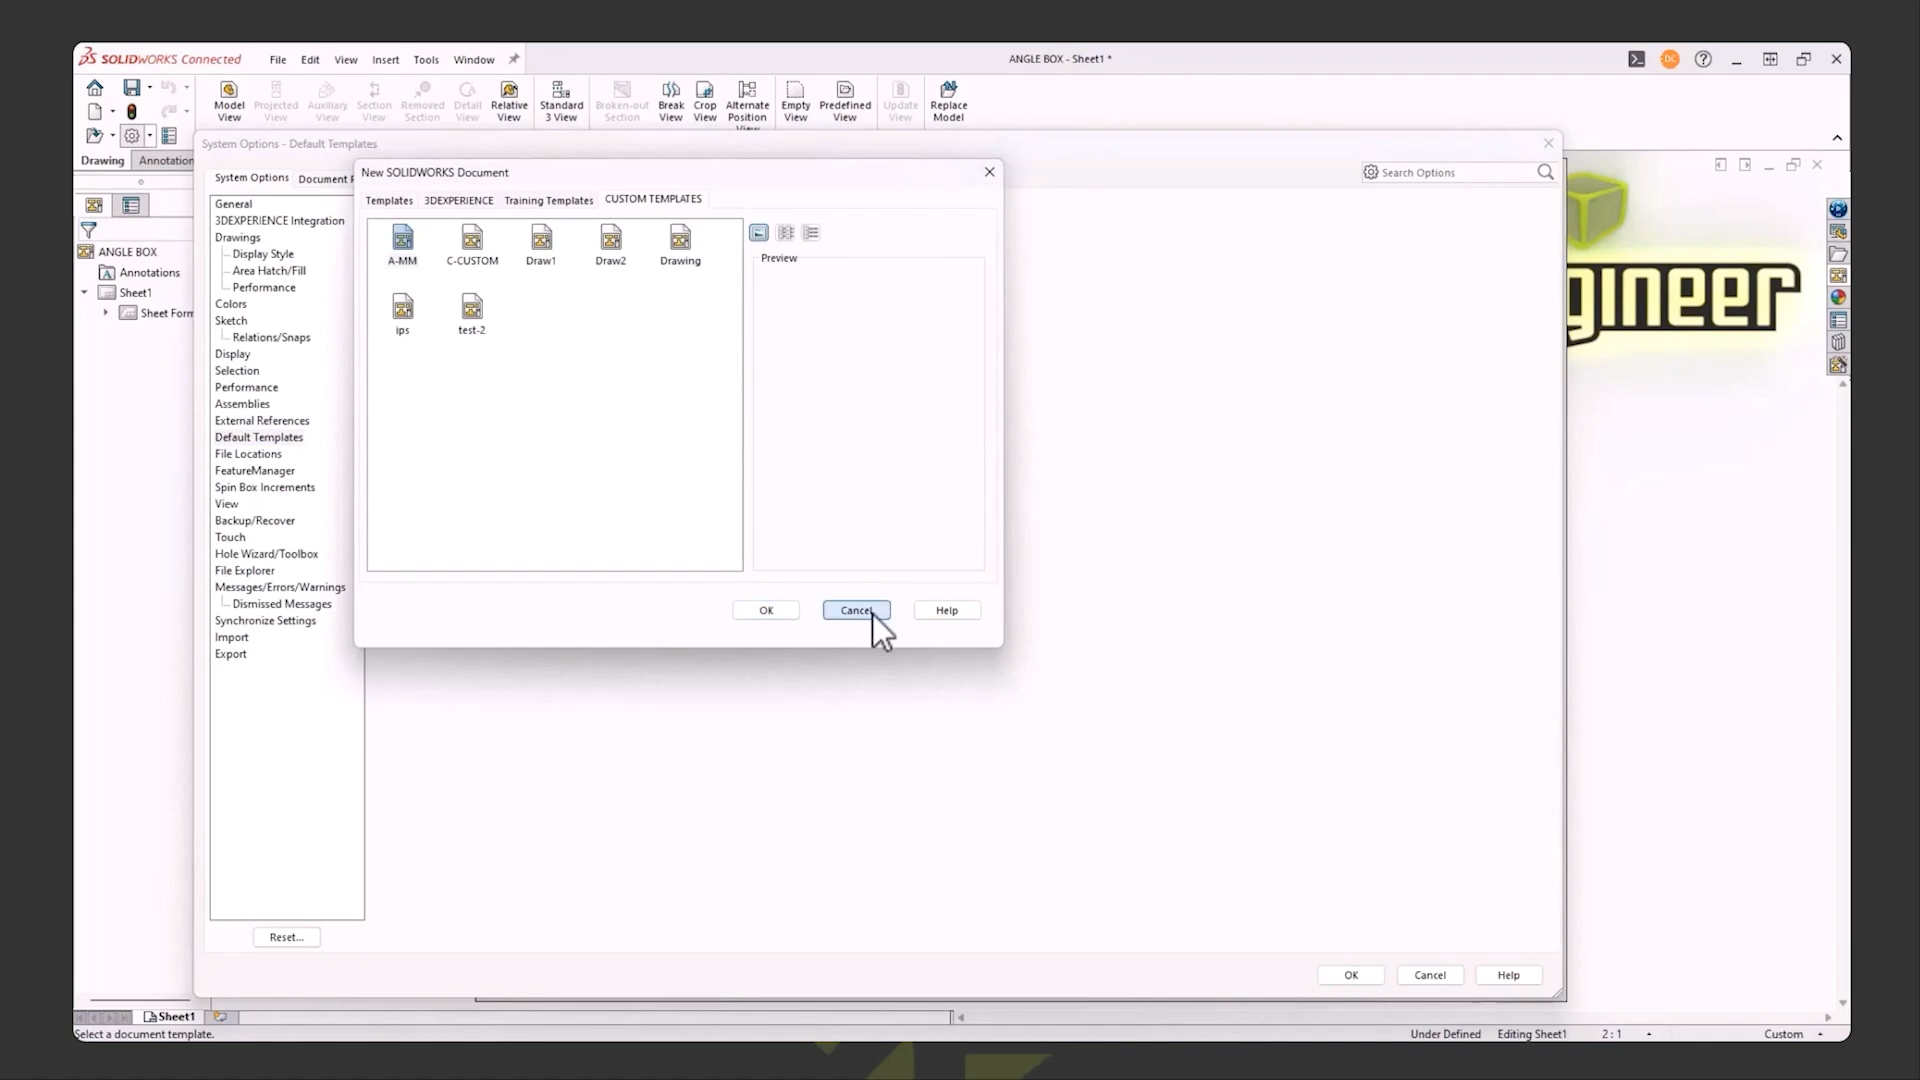 SOLIDWORKS Connected
File Edit View Insert Tools Window
ANGLE BOX - Sheet1 *
DC
Model View
Projected View
Auxiliary View
Section View
Removed Section
Detail View
Relative View
Standard 3 View
Broken-out Section
Break View
Crop View
Alternate Position View
Empty View
Predefined View
Update View
Replace Model
Drawing
Annotation
System Options - Default Templates
System Options
Document P
Search Options
New SOLIDWORKS Document
Templates
3DEXPERIENCE
Training Templates
CUSTOM TEMPLATES
A-MM
C-CUSTOM
Draw1
Draw2
Drawing
ips
test-2
Preview
OK
Cancel
Help
ANGLE BOX
Annotations
Sheet1
Sheet Form
General
3DEXPERIENCE Integration
Drawings
Display Style
Area Hatch/Fill
Performance
Colors
Sketch
Relations/Snaps
Display
Selection
Performance
Assemblies
External References
Default Templates
File Locations
FeatureManager
Spin Box Increments
View
Backup/Recover
Touch
Hole Wizard/Toolbox
File Explorer
Messages/Errors/Warnings
Dismissed Messages
Synchronize Settings
Import
Export
Reset...
OK
Cancel
Help
gineer
Sheet1
Select a document template.
Under Defined
Editing Sheet1
2 : 1
Custom